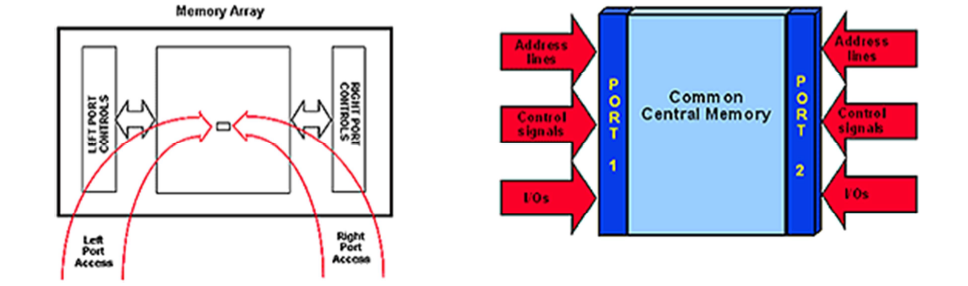 Memory Array
LEFT PORT
CONTROLS
RIGHT PORT
CONTROLS
Left
Port
Access
Right
Port
Access
Address
lines
Control
signals
I/Os
PORT 1
Common
Central Memory
PORT 2
Address
lines
Control
signals
I/Os